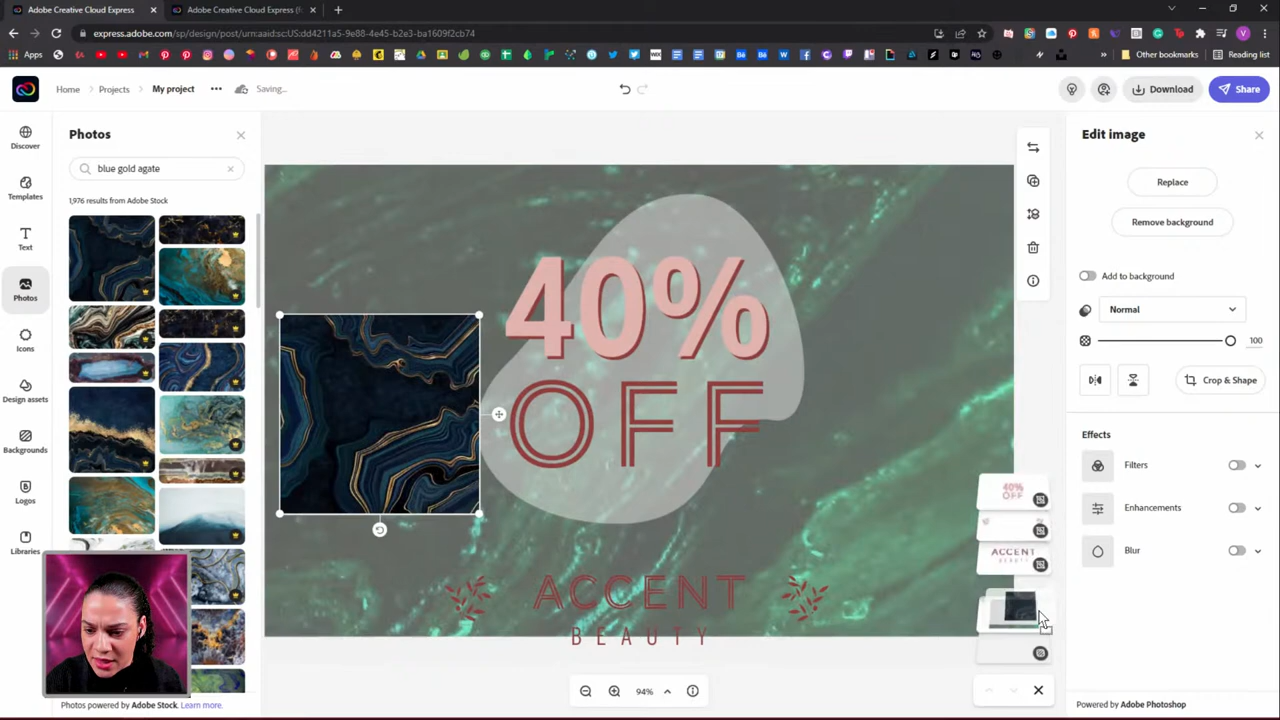 Adobe Creative Cloud Express
Adobe Creative Cloud Express (
express.adobe.com/sp/design/post/urn:aaid:sc:US:dd4211a5-9e88-4e45-b2e3-ba1609f2cb74
Apps
Other bookmarks
Reading list
Home
Projects
My project
Saving...
Download
Share
Discover
Templates
Text
Photos
Icons
Design assets
Backgrounds
Logos
Libraries
Photos
blue gold agate
1,976 results from Adobe Stock
Photos powered by Adobe Stock. Learn more.
40%
OFF
ACCENT
BEAUTY
94%
40%
OFF
ACCENT
BEAUTY
Edit image
Replace
Remove background
Add to background
Normal
100
Crop & Shape
Effects
Filters
Enhancements
Blur
Powered by Adobe Photoshop